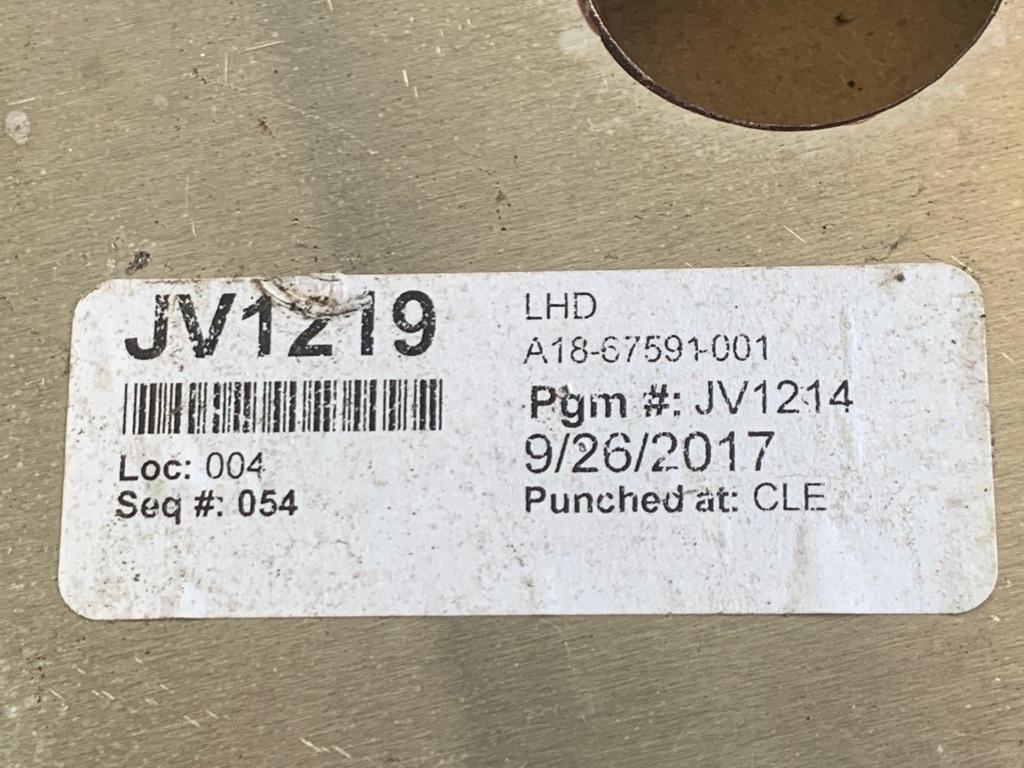 JV1219
Loc: 004
Seq #: 054
LHD
A18-67591-001
Pgm #: JV1214
9/26/2017
Punched at: CLE